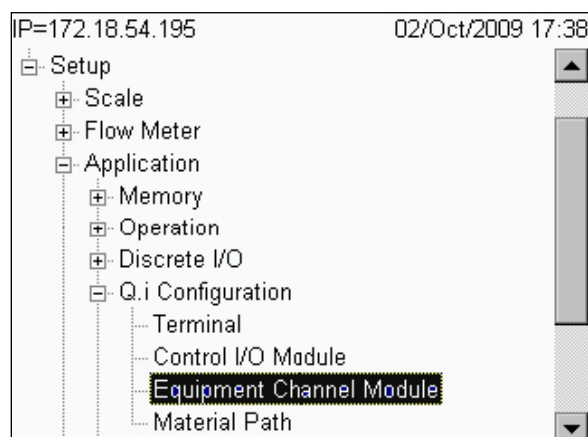 IP=172.18.54.195 02/Oct/2009 17:38
Setup
Scale
Flow Meter
Application
Memory
Operation
Discrete I/O
Q.i Configuration
Terminal
Control I/O Module
Equipment Channel Module
Material Path